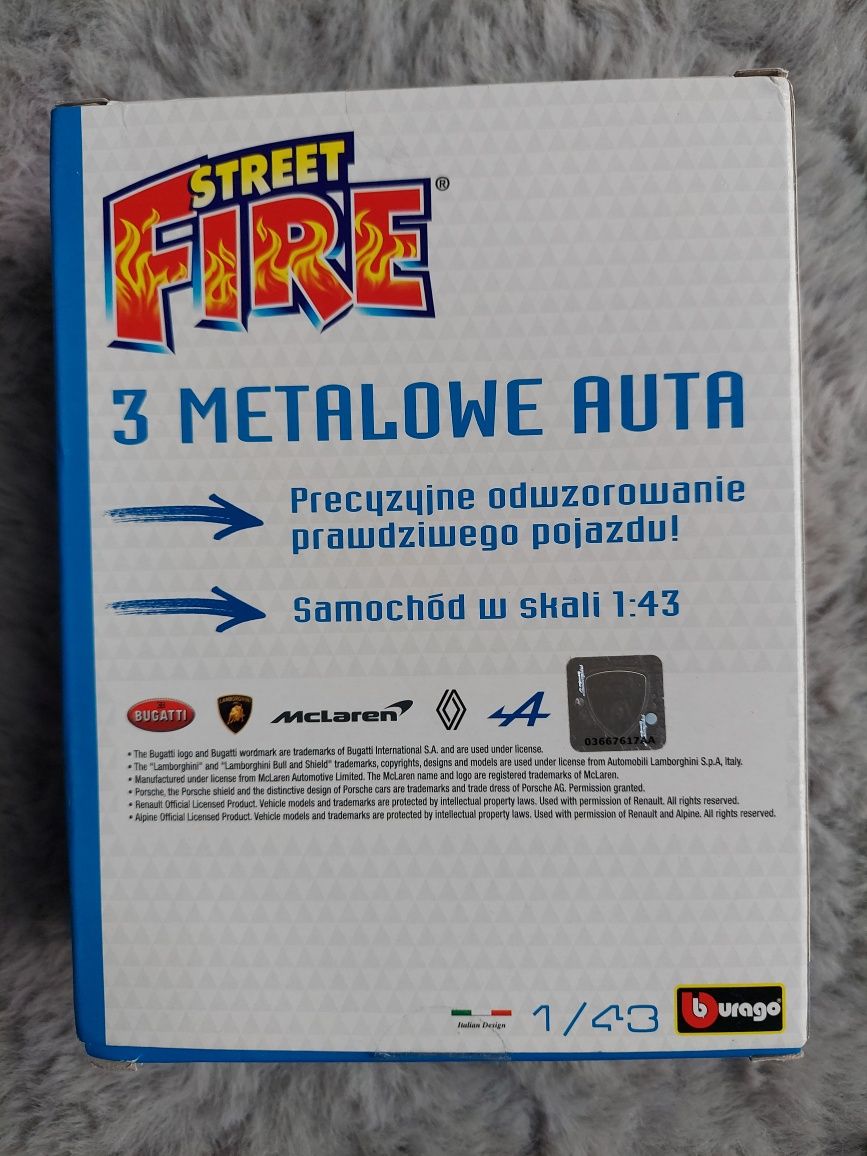 STREET
FIRE®
3 METALOWE AUTA
Precyzyjne odwzorowanie
prawdziwego pojazdu!
Samochód w skali 1:43
EB
BUGATTI
LAMBORGHINI
McLaren
A
03667617AA
• The Bugatti logo and Bugatti wordmark are trademarks of Bugatti International S.A. and are used under license.
• The "Lamborghini" and "Lamborghini Bull and Shield" trademarks, copyrights, designs and models are used under license from Automobili Lamborghini S.p.A, Italy.
• Manufactured under license from McLaren Automotive Limited. The McLaren name and logo are registered trademarks of McLaren.
• Porsche, the Porsche shield and the distinctive design of Porsche cars are trademarks and trade dress of Porsche AG. Permission granted.
• Renault Official Licensed Product. Vehicle models and trademarks are protected by intellectual property laws. Used with permission of Renault. All rights reserved.
• Alpine Official Licensed Product. Vehicle models and trademarks are protected by intellectual property laws. Used with permission of Renault and Alpine. All rights reserved.
Italian Design
1/43
burago